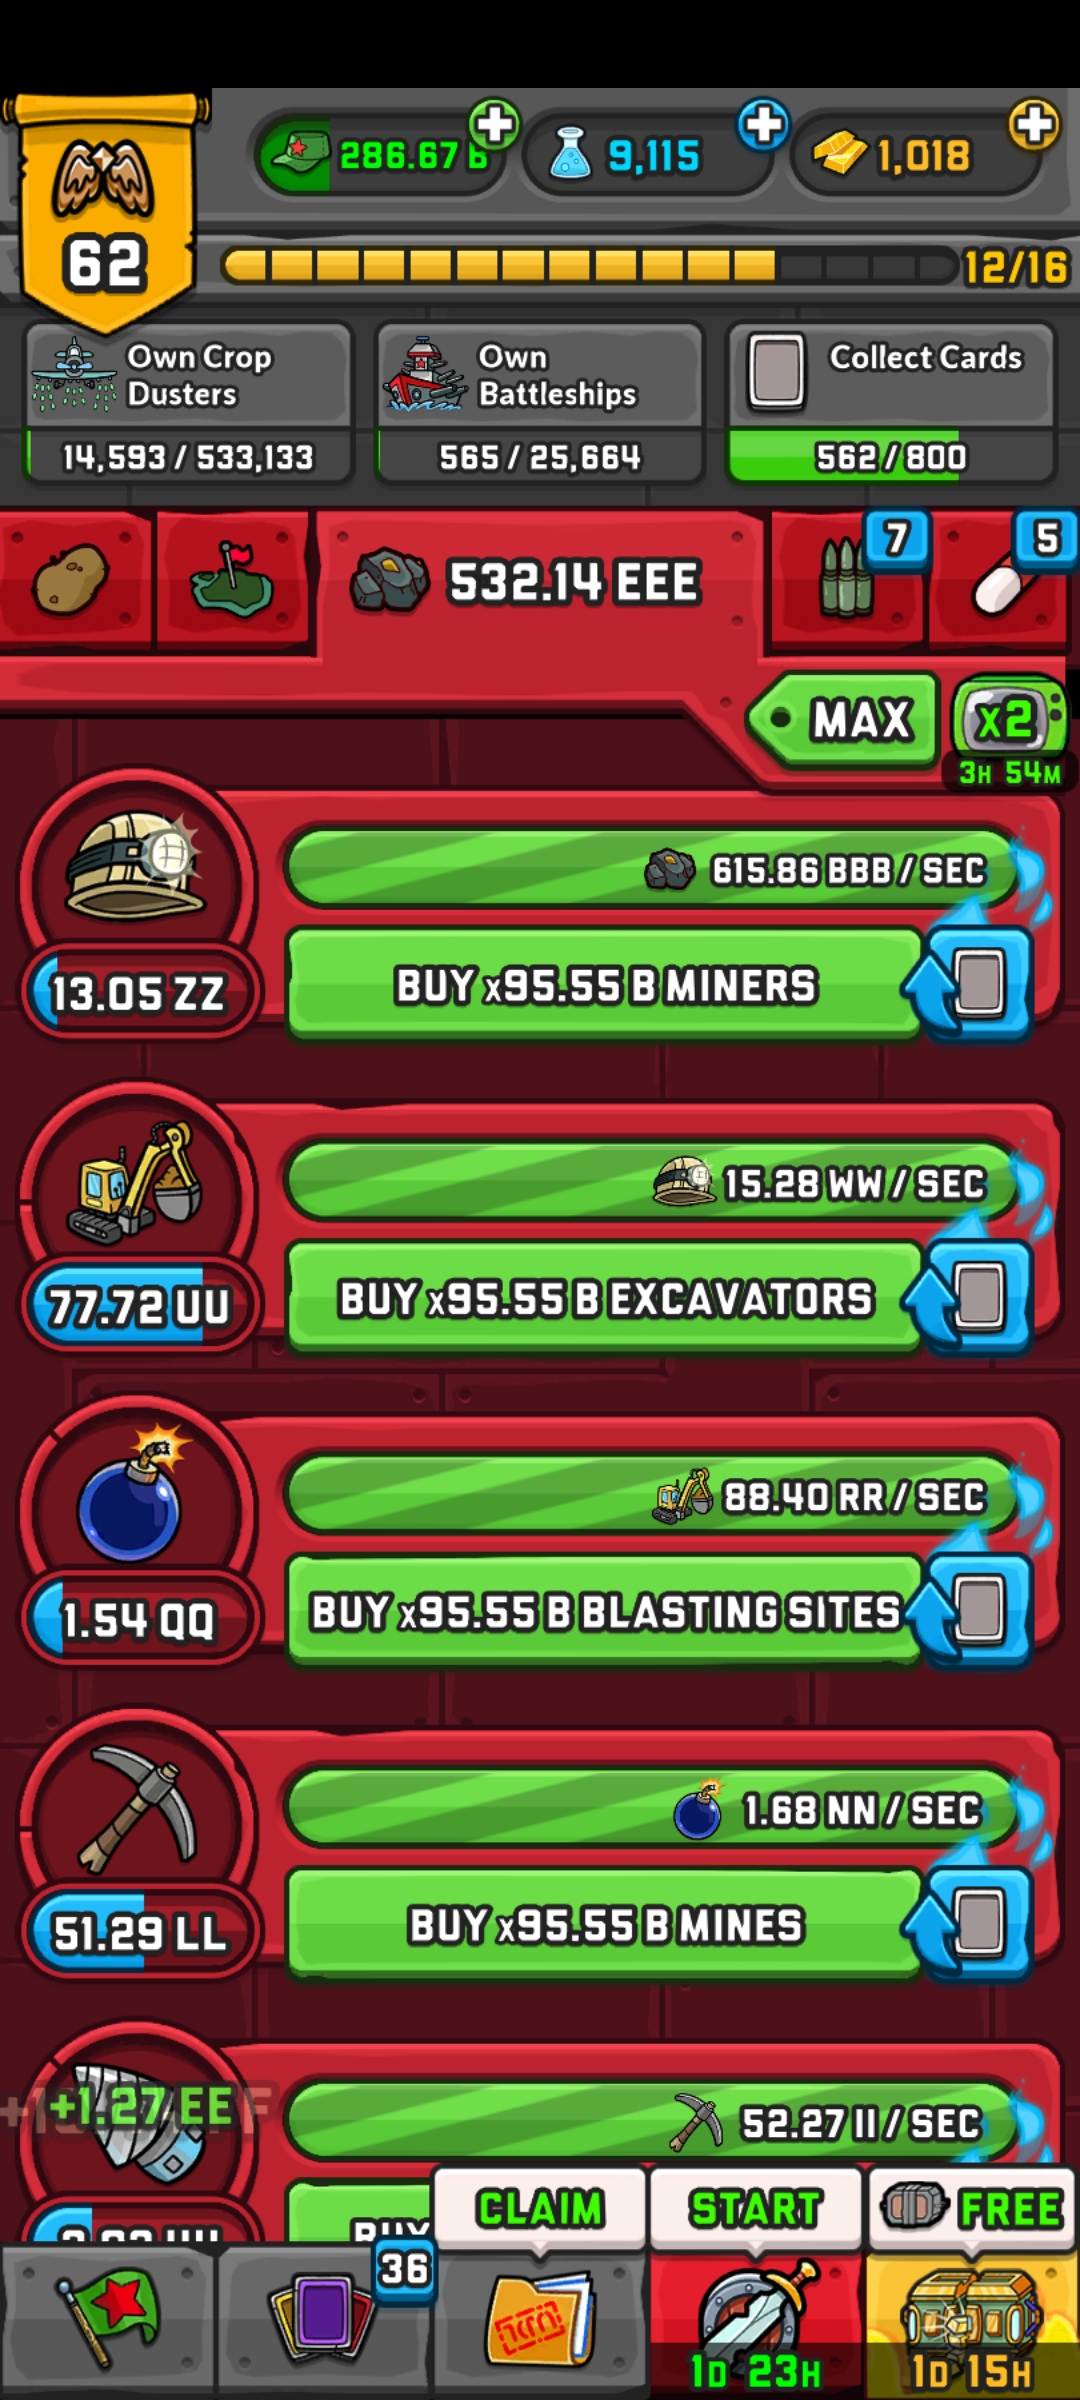 286.67 B
9,115
1,018
62
12/16
Own Crop Dusters
14,593 / 533,133
Own Battleships
565 / 25,664
Collect Cards
562 / 800
532.14 EEE
7
5
MAX
x2
3H 54M
615.86 BBB / SEC
13.05 ZZ
BUY x95.55 B MINERS
15.28 WW / SEC
77.72 UU
BUY x95.55 B EXCAVATORS
88.40 RR / SEC
1.54 QQ
BUY x95.55 B BLASTING SITES
1.68 NN / SEC
51.29 LL
BUY x95.55 B MINES
+1.27 EE
52.27 II / SEC
BUY
CLAIM
START
FREE
36
1D 23H
1D 15H